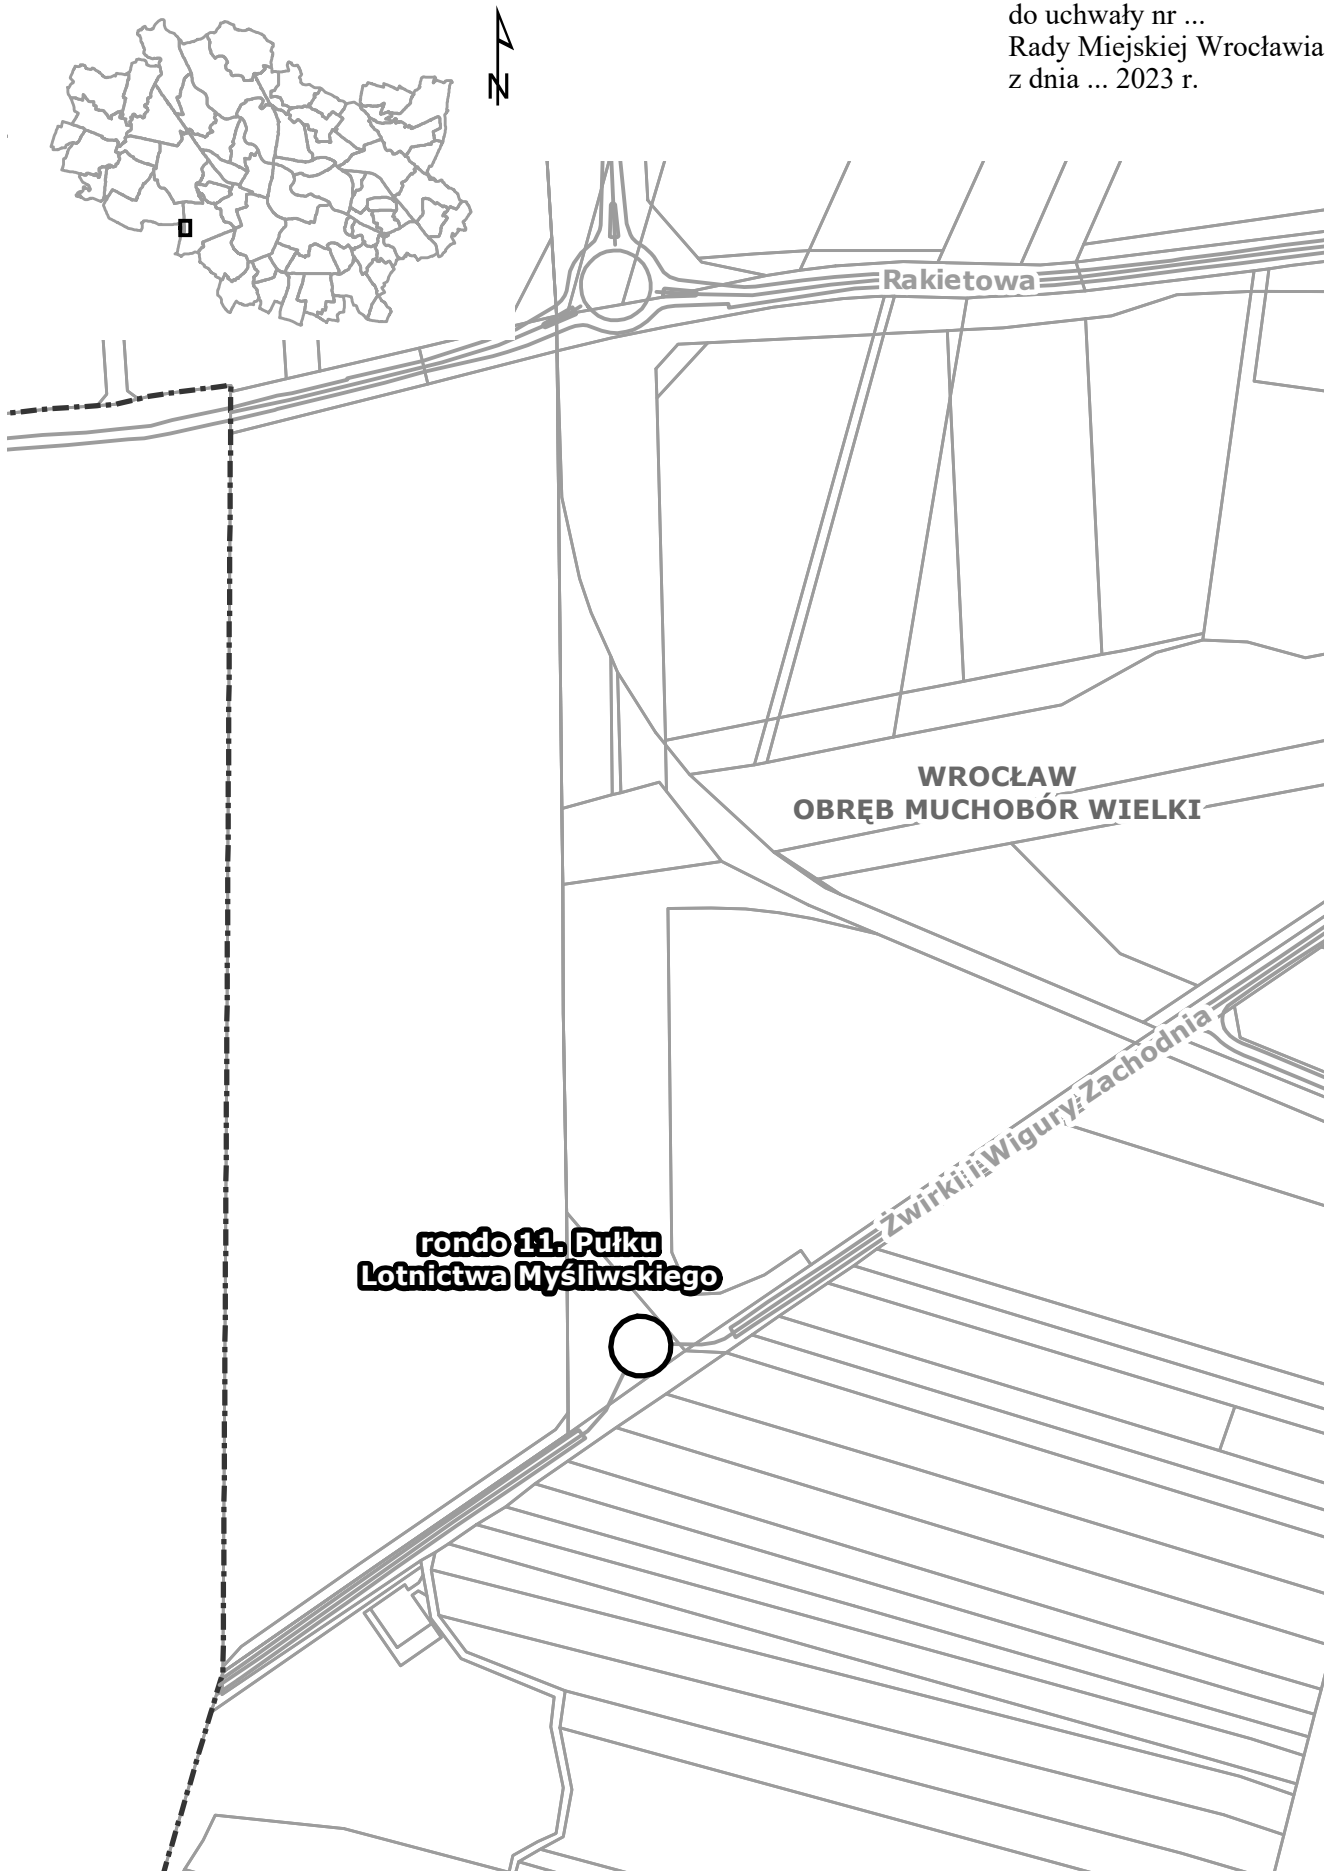 do uchwały nr ...
Rady Miejskiej Wrocławia
z dnia ... 2023 r.
N
Rakietowa
WROCŁAW
OBRĘB MUCHOBÓR WIELKI
Żwirki i Wigury Zachodnia
rondo 11. Pułku
Lotnictwa Myśliwskiego